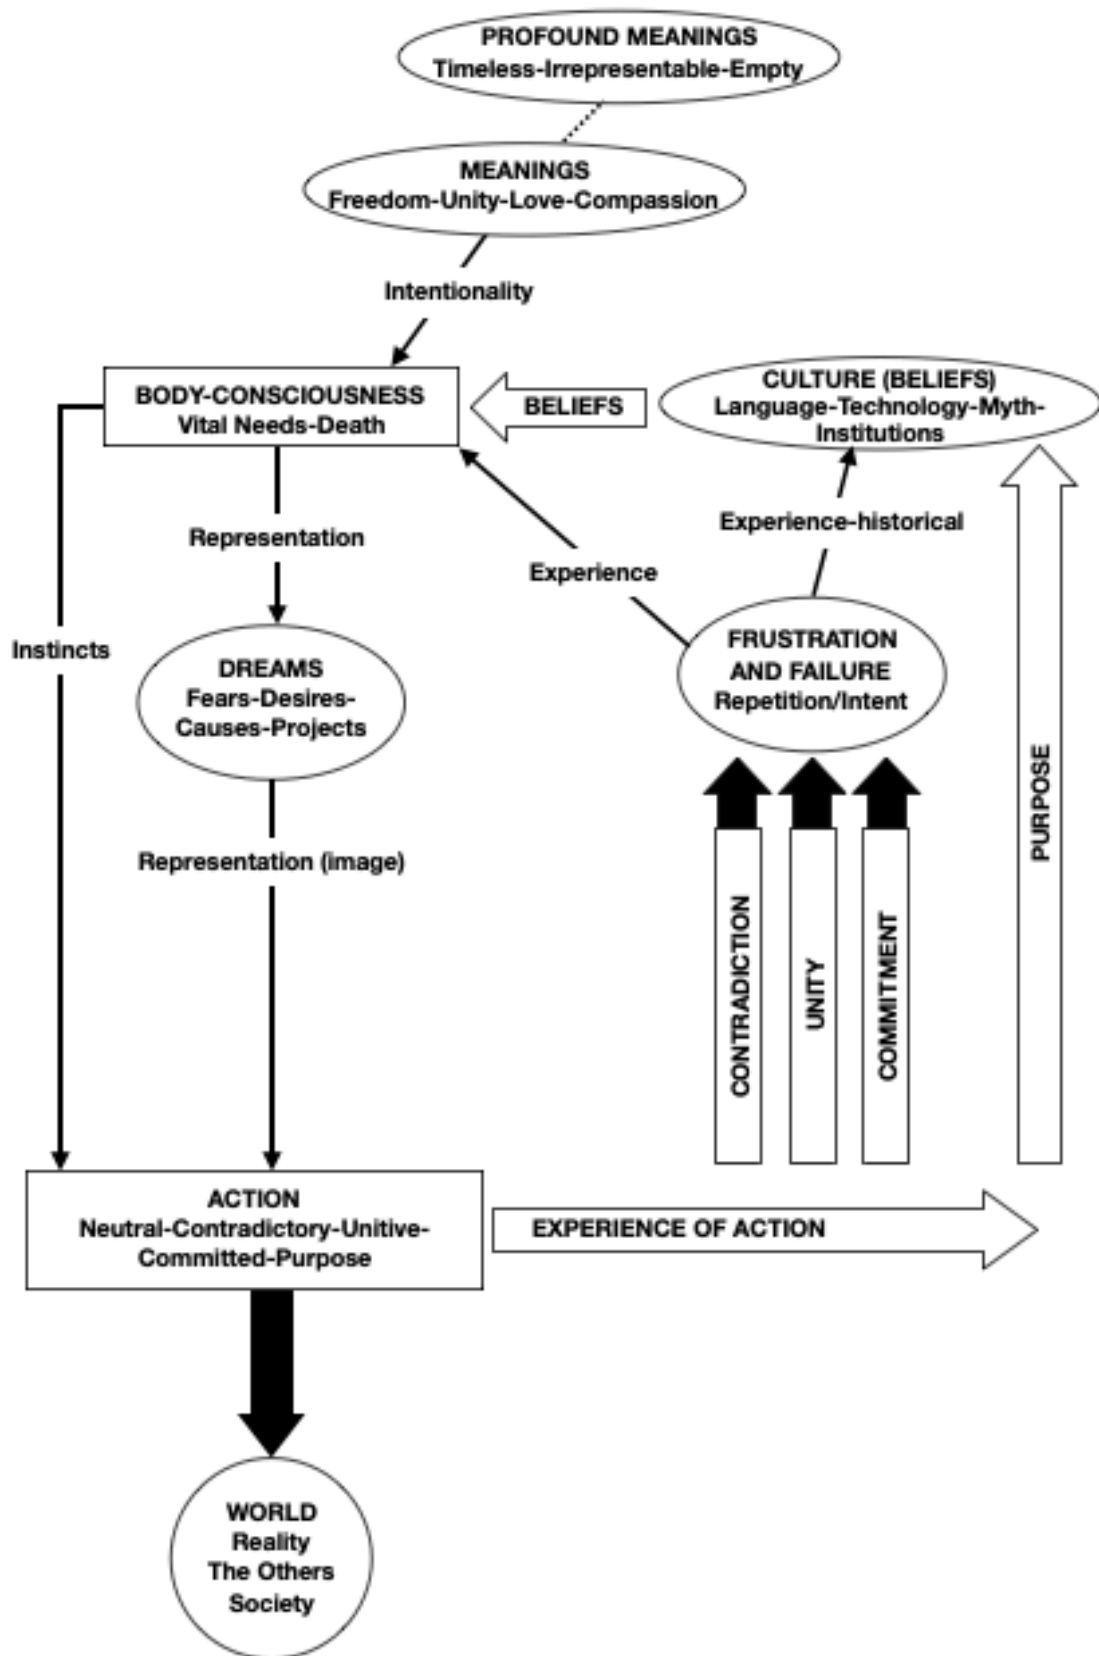 PROFOUND MEANINGS
Timeless-Irrepresentable-Empty
MEANINGS
Freedom-Unity-Love-Compassion
Intentionality
BODY-CONSCIOUSNESS
Vital Needs-Death
BELIEFS
CULTURE (BELIEFS)
Language-Technology-Myth-
Institutions
Representation
Experience-historical
Experience
Instincts
DREAMS
Fears-Desires-
Causes-Projects
FRUSTRATION
AND FAILURE
Repetition/Intent
Representation (image)
CONTRADICTION
UNITY
COMMITMENT
PURPOSE
ACTION
Neutral-Contradictory-Unitive-
Committed-Purpose
EXPERIENCE OF ACTION
WORLD
Reality
The Others
Society